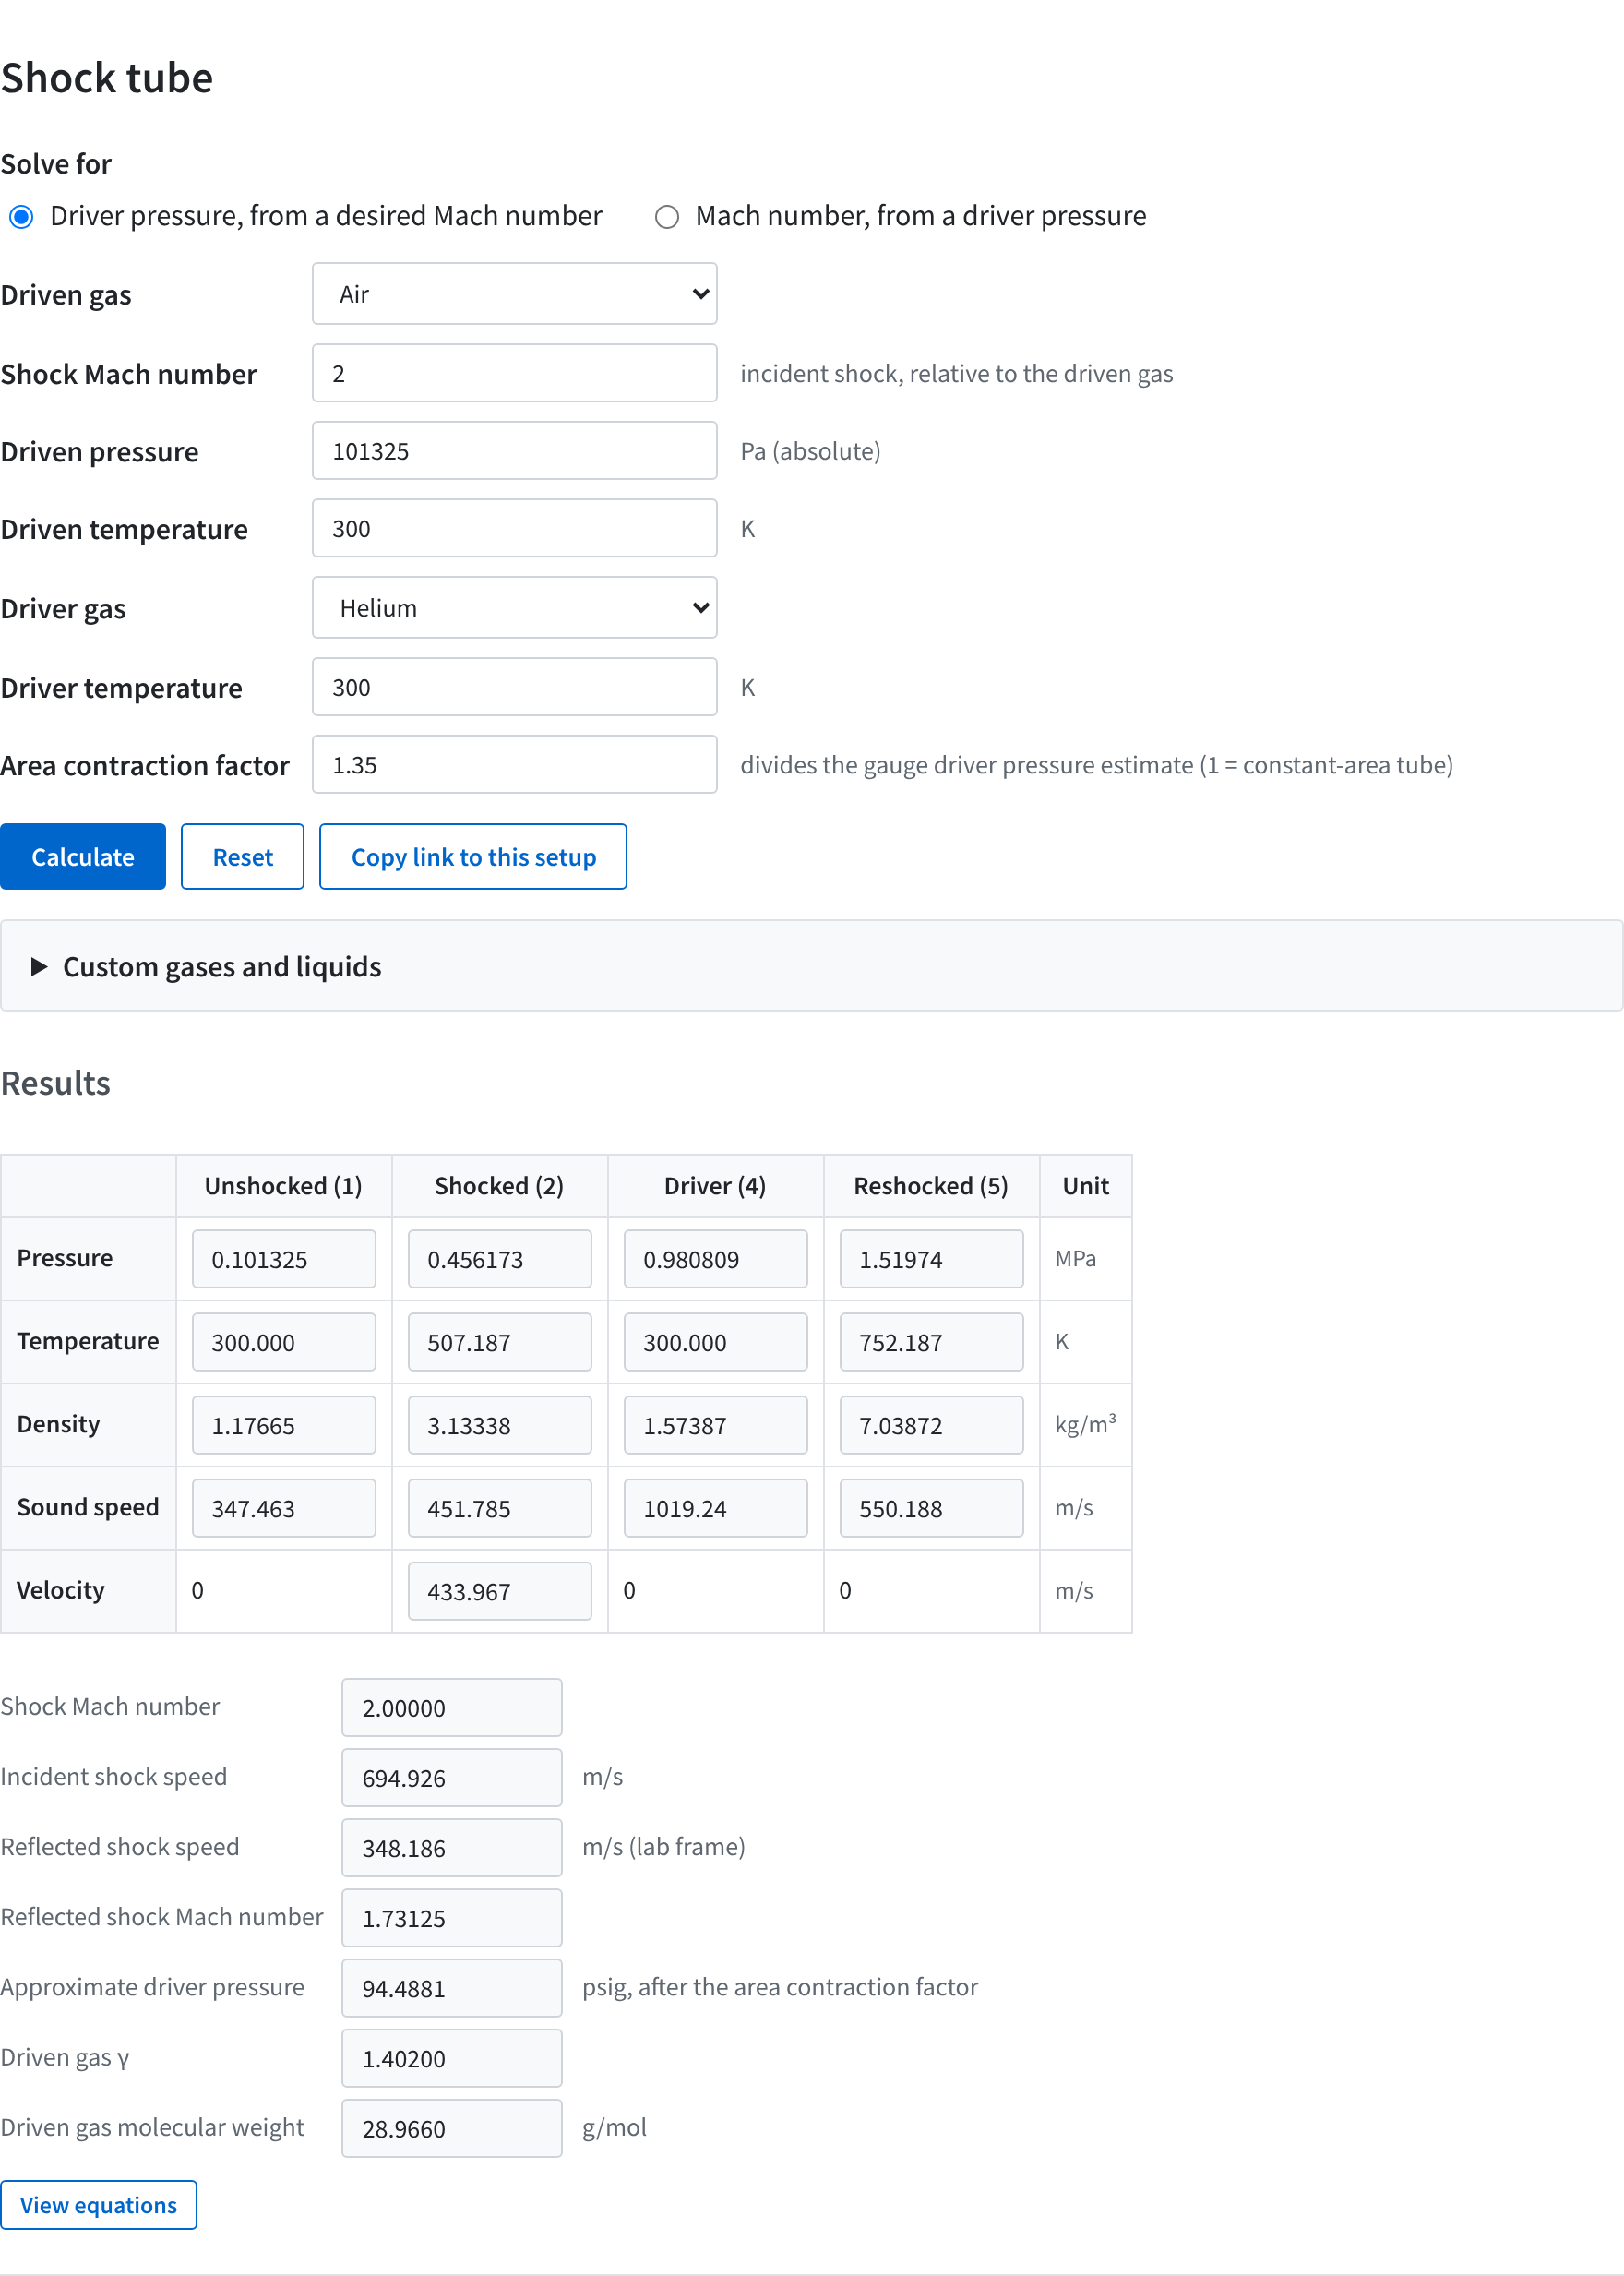 Shock tube
Solve for
Driver pressure, from a desired Mach number Mach number, from a driver pressure
Driven gas Air
Shock Mach number 2 incident shock, relative to the driven gas
Driven pressure 101325 Pa (absolute)
Driven temperature 300 K
Driver gas Helium
Driver temperature 300 K
Area contraction factor 1.35 divides the gauge driver pressure estimate (1 = constant-area tube)
Calculate Reset Copy link to this setup
▶ Custom gases and liquids
Results
Unshocked (1) Shocked (2) Driver (4) Reshocked (5) Unit
Pressure 0.101325 0.456173 0.980809 1.51974 MPa
Temperature 300.000 507.187 300.000 752.187 K
Density 1.17665 3.13338 1.57387 7.03872 kg/m³
Sound speed 347.463 451.785 1019.24 550.188 m/s
Velocity 0 433.967 0 0 m/s
Shock Mach number 2.00000
Incident shock speed 694.926 m/s
Reflected shock speed 348.186 m/s (lab frame)
Reflected shock Mach number 1.73125
Approximate driver pressure 94.4881 psig, after the area contraction factor
Driven gas γ 1.40200
Driven gas molecular weight 28.9660 g/mol
View equations